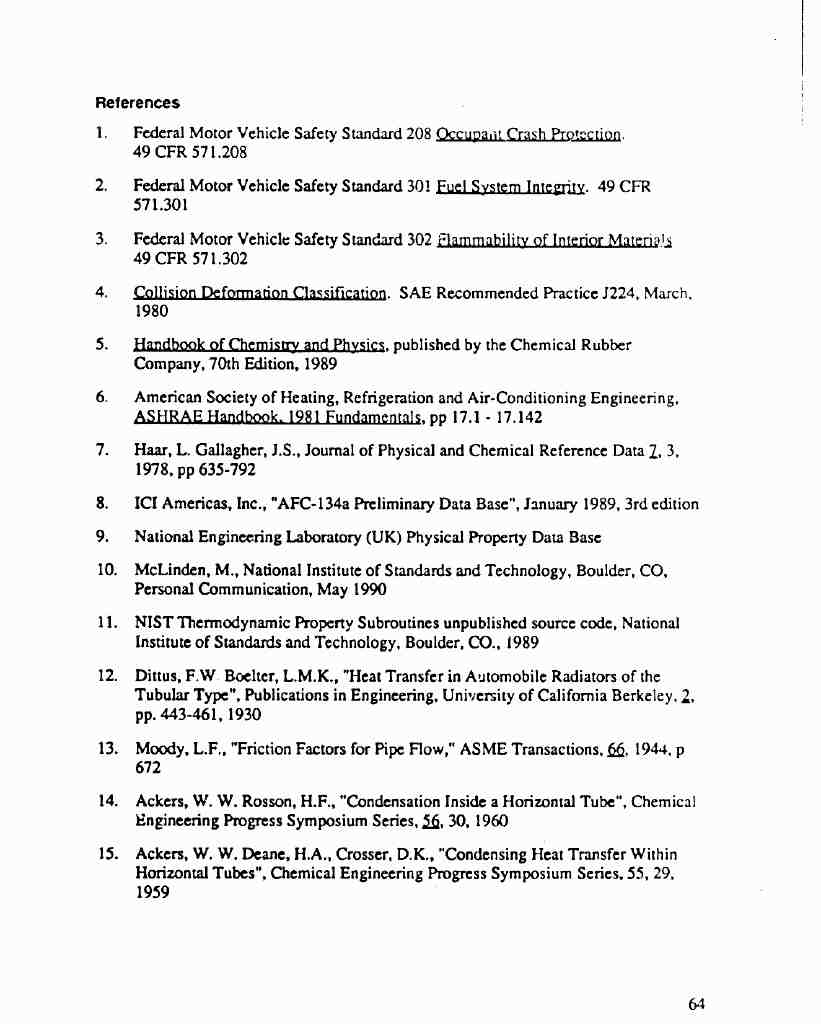 References
1. Federal Motor Vehicle Safety Standard 208 Occupant Crash Protection.
49 CFR 571.208
2. Federal Motor Vehicle Safety Standard 301 Fuel System Integrity. 49 CFR
571.301
3. Federal Motor Vehicle Safety Standard 302 Flammability of Interior Materials
49 CFR 571.302
4. Collision Deformation Classification. SAE Recommended Practice J224, March,
1980
5. Handbook of Chemistry and Physics, published by the Chemical Rubber
Company, 70th Edition, 1989
6. American Society of Heating, Refrigeration and Air-Conditioning Engineering,
ASHRAE Handbook, 1981 Fundamentals, pp 17.1 - 17.142
7. Haar, L. Gallagher, J.S., Journal of Physical and Chemical Reference Data 7, 3,
1978, pp 635-792
8. ICI Americas, Inc., "AFC-134a Preliminary Data Base", January 1989, 3rd edition
9. National Engineering Laboratory (UK) Physical Property Data Base
10. McLinden, M., National Institute of Standards and Technology, Boulder, CO,
Personal Communication, May 1990
11. NIST Thermodynamic Property Subroutines unpublished source code, National
Institute of Standards and Technology, Boulder, CO., 1989
12. Dittus, F.W. Boelter, L.M.K., "Heat Transfer in Automobile Radiators of the
Tubular Type", Publications in Engineering, University of California Berkeley, 2,
pp. 443-461, 1930
13. Moody, L.F., "Friction Factors for Pipe Flow," ASME Transactions, 66, 1944, p
672
14. Ackers, W. W. Rosson, H.F., "Condensation Inside a Horizontal Tube", Chemical
Engineering Progress Symposium Series, 56, 30, 1960
15. Ackers, W. W. Deane, H.A., Crosser, D.K., "Condensing Heat Transfer Within
Horizontal Tubes", Chemical Engineering Progress Symposium Series, 55, 29,
1959
64